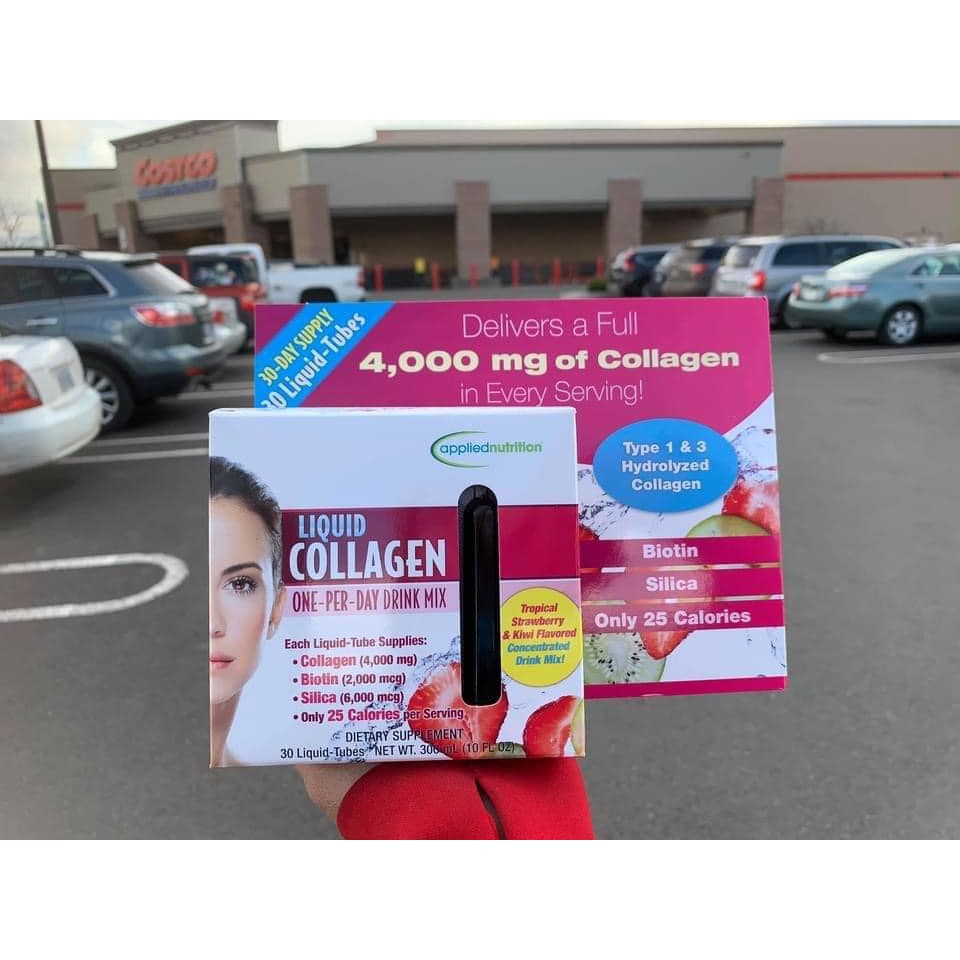 COSTCO
30-DAY SUPPLY
30 Liquid-Tubes
Delivers a Full
4,000 mg of Collagen
in Every Serving!
Type 1 & 3
Hydrolyzed
Collagen
Biotin
Silica
Only 25 Calories
appliednutrition
LIQUID
COLLAGEN
ONE-PER-DAY DRINK MIX
Each Liquid-Tube Supplies:
• Collagen (4,000 mg)
• Biotin (2,000 mcg)
• Silica (6,000 mcg)
• Only 25 Calories per Serving
Tropical
Strawberry
& Kiwi Flavored
Concentrated
Drink Mix!
DIETARY SUPPLEMENT
30 Liquid-Tubes NET WT. 300 mL (10 FL OZ)